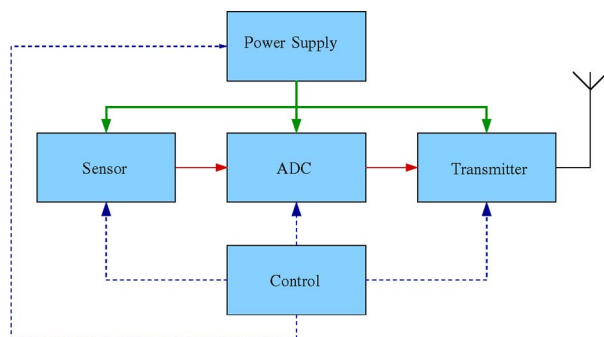 Power Supply
Sensor
ADC
Transmitter
Control